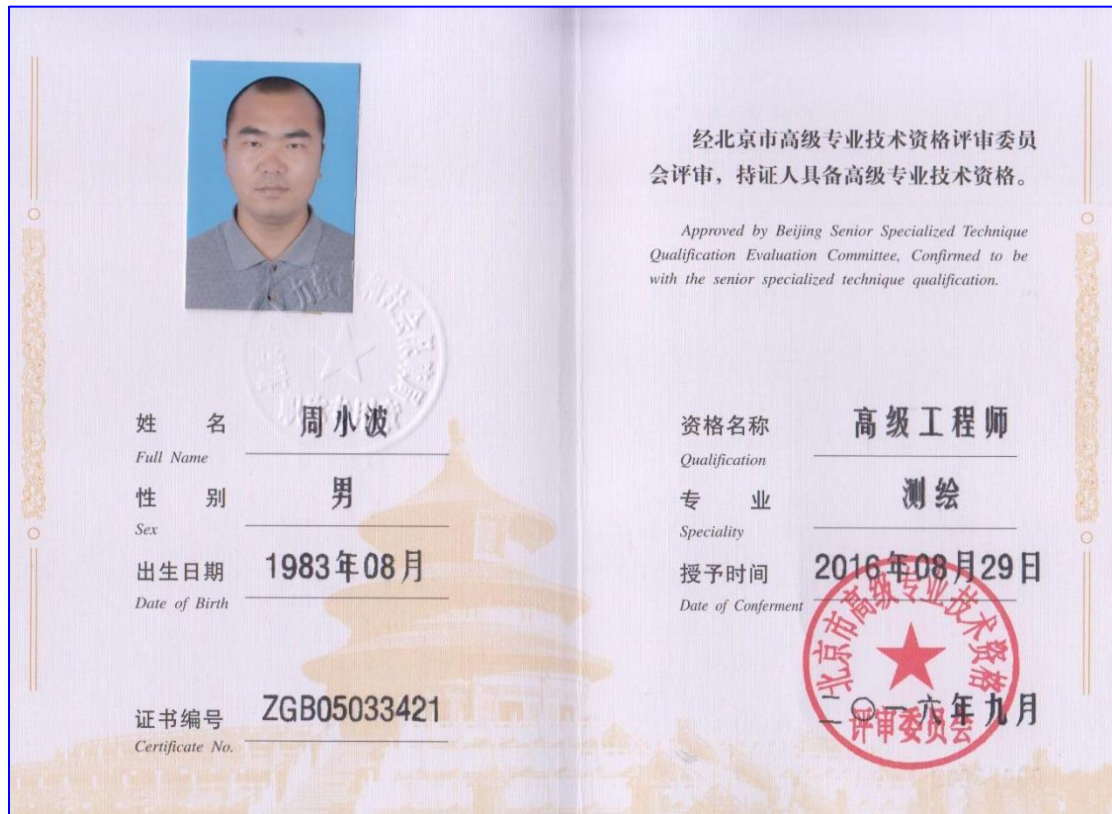 姓 名 周小波
Full Name
性 别 男
Sex
出生日期 1983年08月
Date of Birth
证书编号 ZGB05033421
Certificate No.
经北京市高级专业技术资格评审委员
会评审，持证人具备高级专业技术资格。
Approved by Beijing Senior Specialized Technique
Qualification Evaluation Committee, Confirmed to be
with the senior specialized technique qualification.
资格名称 高级工程师
Qualification
专 业 测绘
Speciality
授予时间 2016年08月29日
Date of Conferment
北京市高级专业技术资格
评审委员会
二〇一六年九月